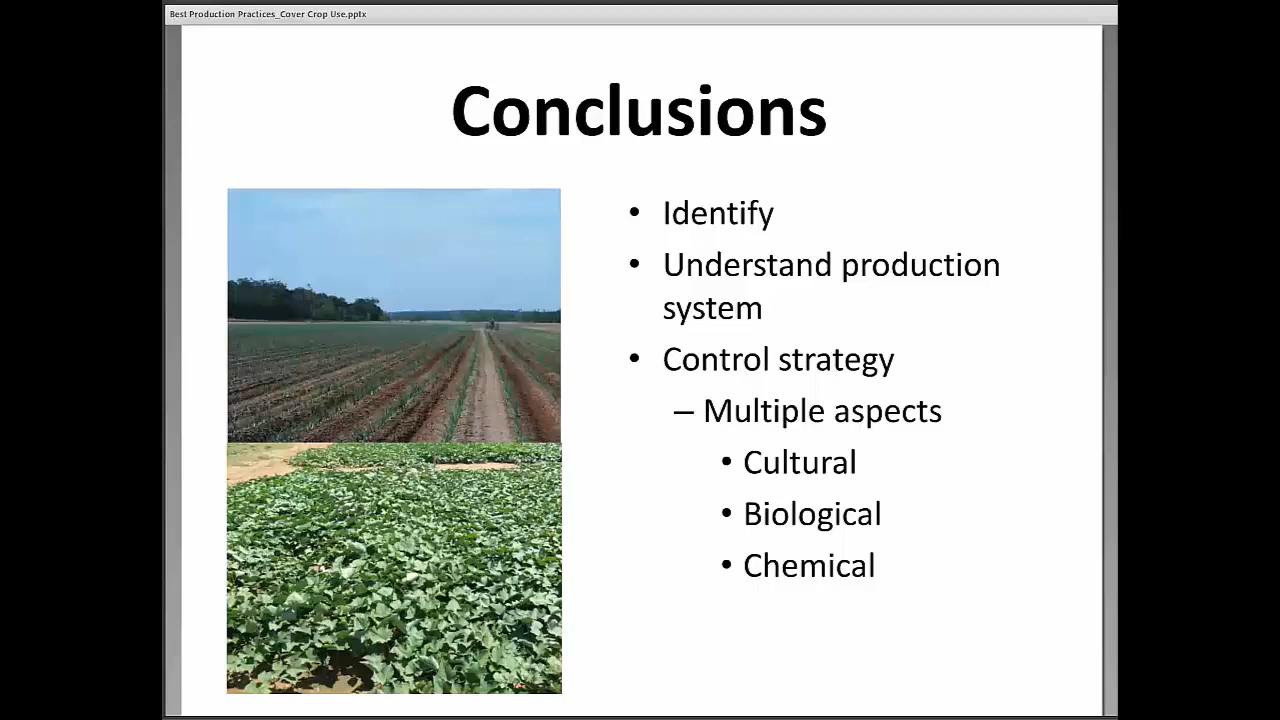 Best Production Practices_Cover Crop Use.pptx
Conclusions
• Identify
• Understand production
system
• Control strategy
– Multiple aspects
• Cultural
• Biological
• Chemical